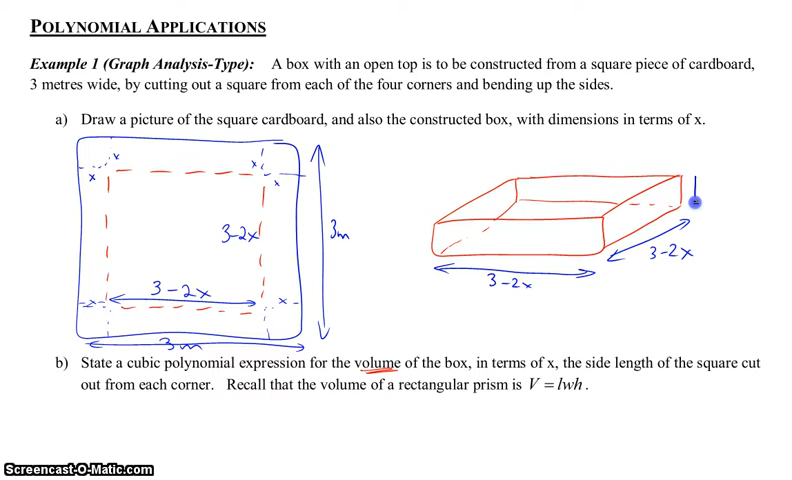 POLYNOMIAL APPLICATIONS
Example 1 (Graph Analysis-Type): A box with an open top is to be constructed from a square piece of cardboard,
3 metres wide, by cutting out a square from each of the four corners and bending up the sides.
a) Draw a picture of the square cardboard, and also the constructed box, with dimensions in terms of x.
x
x
x
x
3-2x
3m
3-2x
x
x
3m
3-2x
3-2x
b) State a cubic polynomial expression for the volume of the box, in terms of x, the side length of the square cut
out from each corner. Recall that the volume of a rectangular prism is V = lwh.
Screencast-O-Matic.com